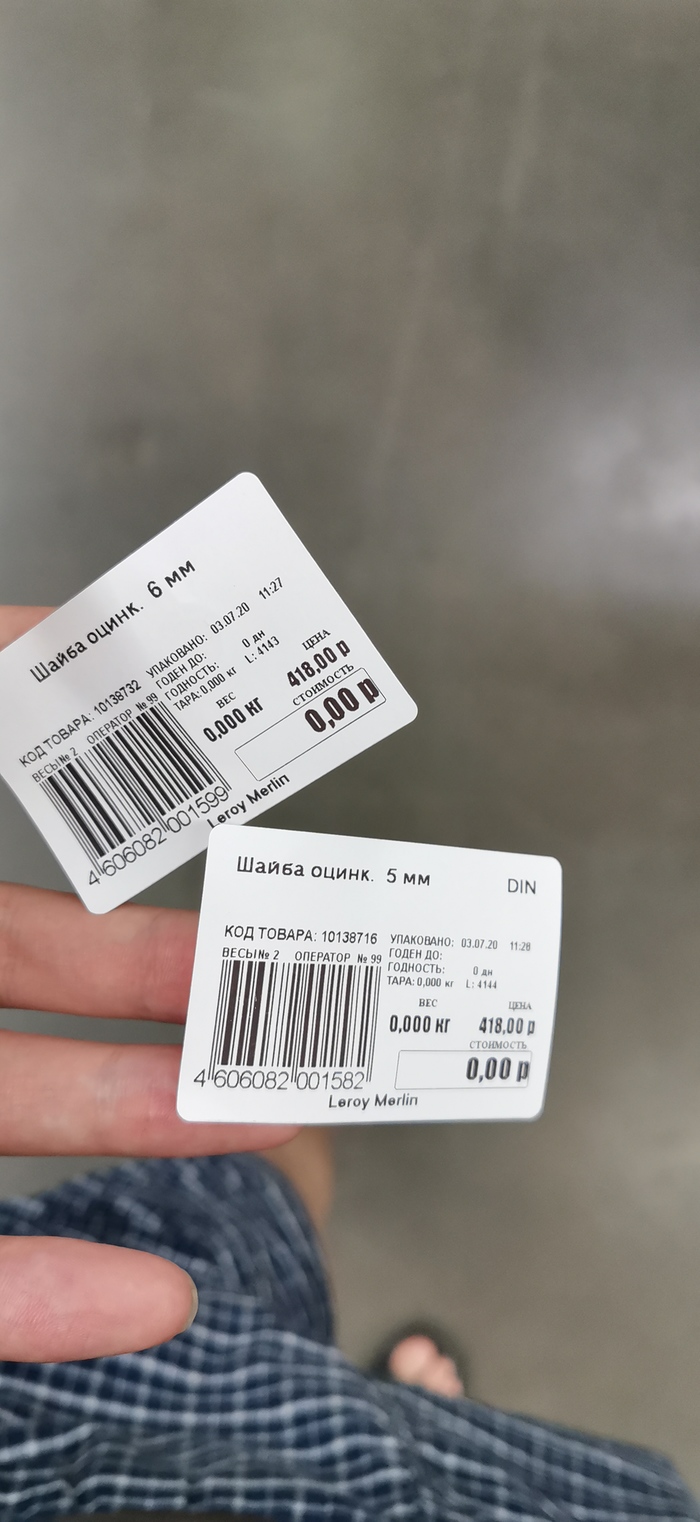 Шайба оцинк. 6 мм
КОД ТОВАРА: 10138732
ВЕСЫ№ 2 ОПЕРАТОР № 99
4 606082 001599
УПАКОВАНО: 03.07.20 11:27
ГОДЕН ДО:
ГОДНОСТЬ: 0 дн
ТАРА: 0,000 кг L: 4143
ВЕС ЦЕНА
0,000 кг 418,00 р
СТОИМОСТЬ
0,00 р
Leroy Merlin
Шайба оцинк. 5 мм DIN
КОД ТОВАРА: 10138716
ВЕСЫ№ 2 ОПЕРАТОР № 99
4 606082 001582
УПАКОВАНО: 03.07.20 11:28
ГОДЕН ДО:
ГОДНОСТЬ: 0 дн
ТАРА: 0,000 кг L: 4144
ВЕС ЦЕНА
0,000 кг 418,00 р
СТОИМОСТЬ
0,00 р
Leroy Merlin